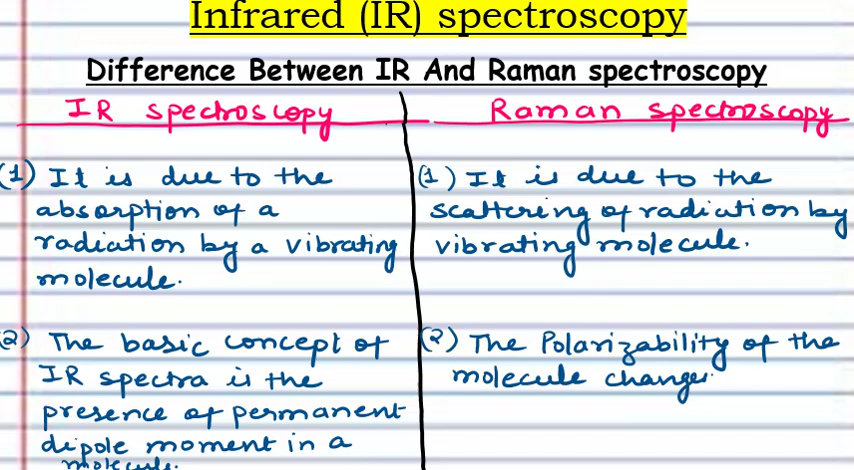 Infrared (IR) spectroscopy
Difference Between IR And Raman spectroscopy
IR spectroscopy
Raman spectroscopy
(1) It is due to the
absorption of a
radiation by a vibrating
molecule.
(1) It is due to the
scattering of radiation by
vibrating molecule.
(2) The basic concept of
IR spectra is the
presence of permanent
dipole moment in a
molecule.
(2) The Polarizability of the
molecule changes.